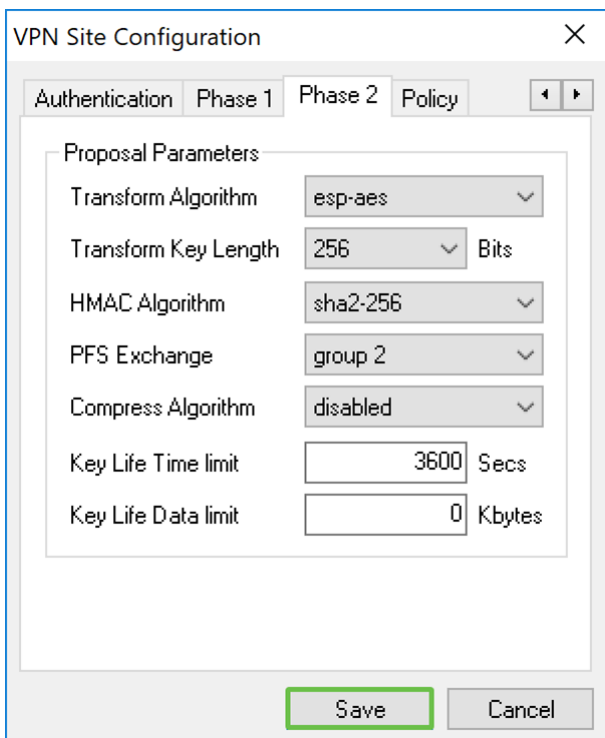 VPN Site Configuration
Authentication Phase 1 Phase 2 Policy
Proposal Parameters
Transform Algorithm esp-aes
Transform Key Length 256 Bits
HMAC Algorithm sha2-256
PFS Exchange group 2
Compress Algorithm disabled
Key Life Time limit 3600 Secs
Key Life Data limit 0 Kbytes
Save Cancel